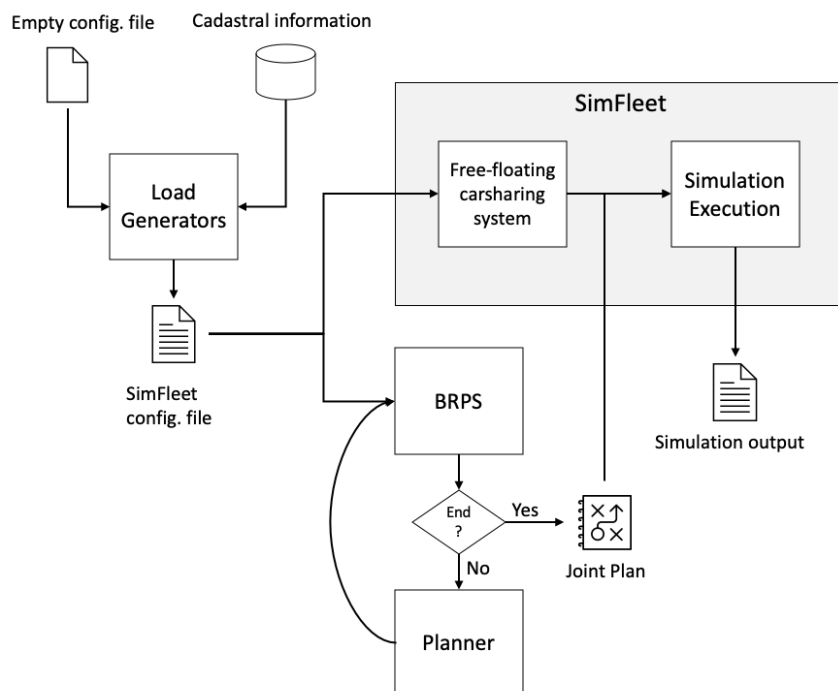 Empty config. file
Cadastral information
SimFleet
Load
Generators
Free-floating
carsharing
system
Simulation
Execution
SimFleet
config. file
BRPS
Simulation output
End
?
Yes
No
Joint Plan
Planner